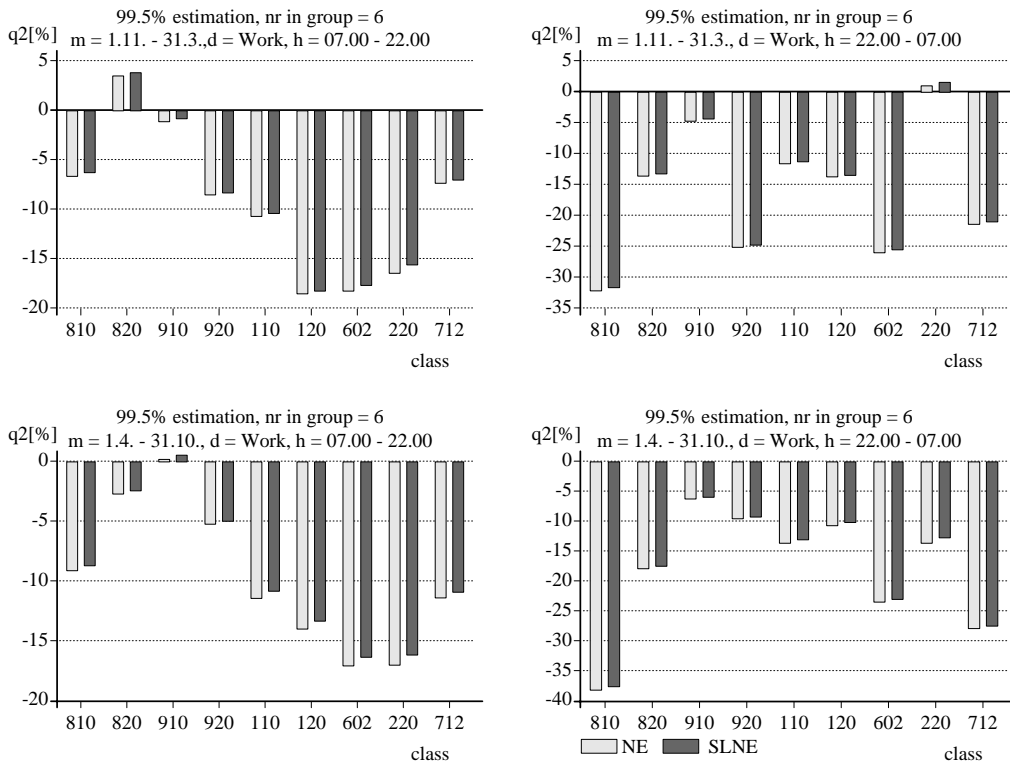 99.5% estimation, nr in group = 6
q2[%]
m = 1.11. - 31.3.,d = Work, h = 07.00 - 22.00
5
0
-5
-10
-15
-20
810 820 910 920 110 120 602 220 712
class
99.5% estimation, nr in group = 6
q2[%]
m = 1.11. - 31.3., d = Work, h = 22.00 - 07.00
5
0
-5
-10
-15
-20
-25
-30
-35
810 820 910 920 110 120 602 220 712
class
99.5% estimation, nr in group = 6
q2[%]
m = 1.4. - 31.10., d = Work, h = 07.00 - 22.00
0
-5
-10
-15
-20
810 820 910 920 110 120 602 220 712
class
99.5% estimation, nr in group = 6
q2[%]
m = 1.4. - 31.10., d = Work, h = 22.00 - 07.00
0
-5
-10
-15
-20
-25
-30
-35
-40
810 820 910 920 110 120 602 220 712
NE SLNE
class